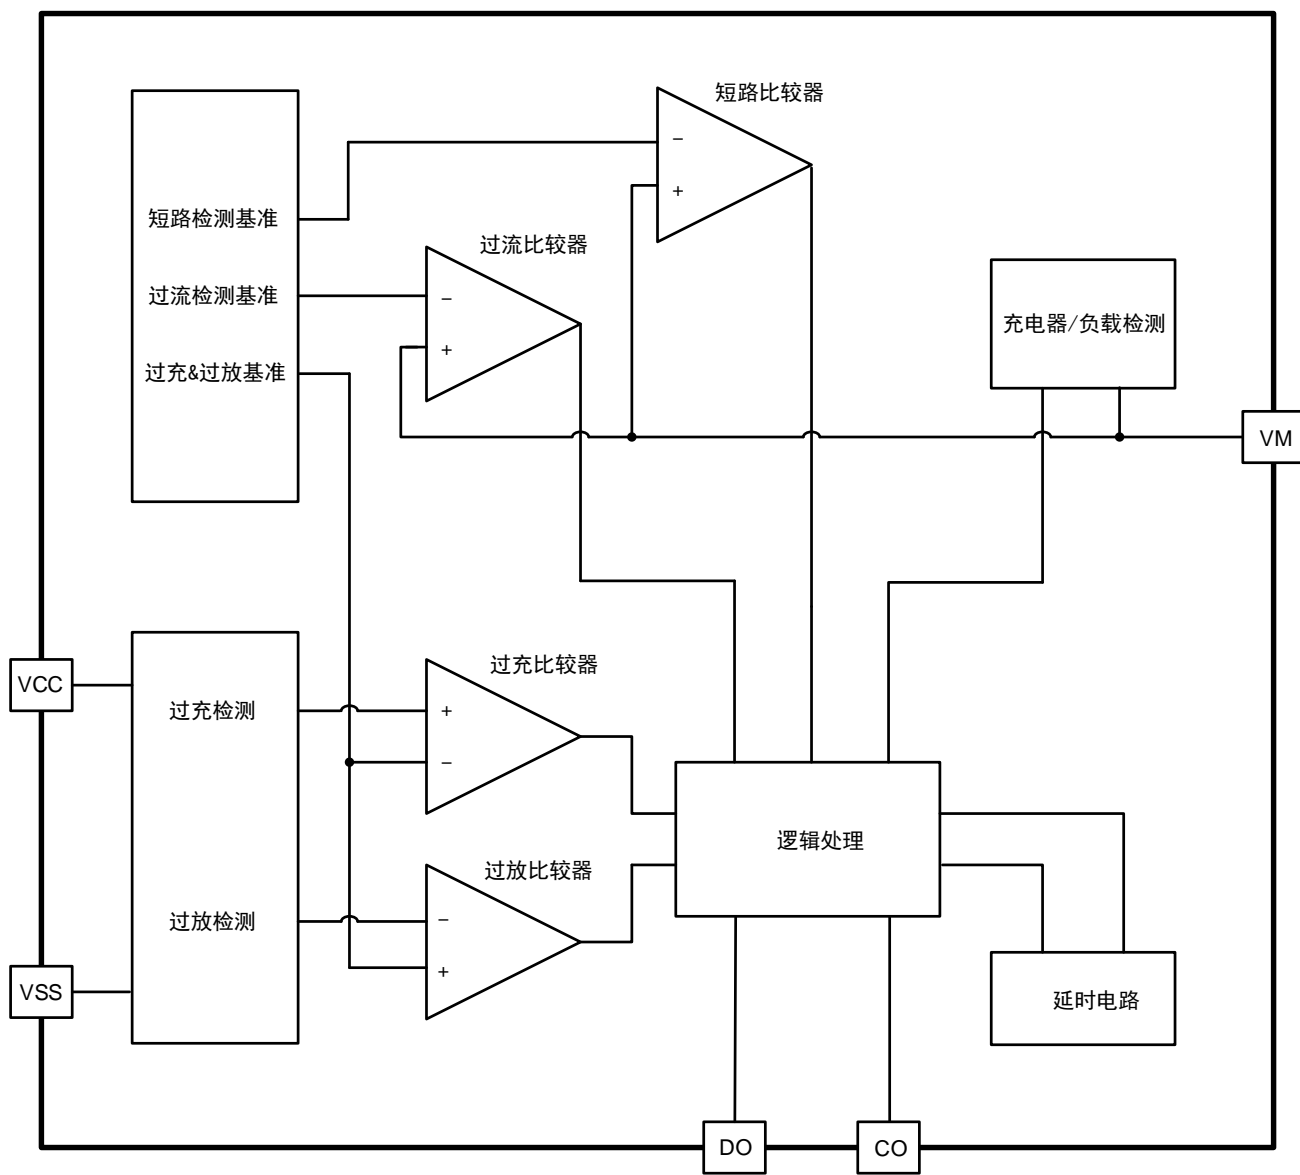 短路比较器
−
+
短路检测基准
过流比较器
过流检测基准
−
+
过充&过放基准
充电器/负载检测
VM
VCC
过充检测
过充比较器
+
−
逻辑处理
过放比较器
过放检测
−
+
VSS
延时电路
DO
CO